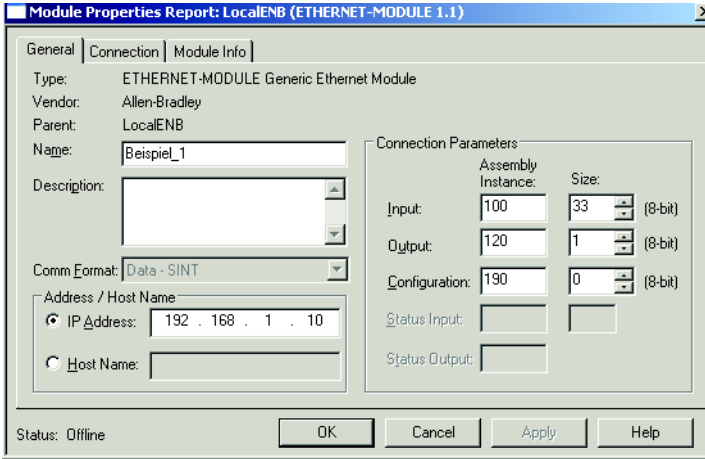 Module Properties Report: LocalENB (ETHERNET-MODULE 1.1)
General Connection Module Info
Type: ETHERNET-MODULE Generic Ethernet Module
Vendor: Allen-Bradley
Parent: LocalENB
Name: Beispiel_1
Description:
Comm Format: Data - SINT
Address / Host Name
IP Address: 192 . 168 . 1 . 10
Host Name:
Connection Parameters
Assembly Instance: Size:
Input: 100 33 (8-bit)
Output: 120 1 (8-bit)
Configuration: 190 0 (8-bit)
Status Input:
Status Output:
Status: Offline
OK Cancel Apply Help